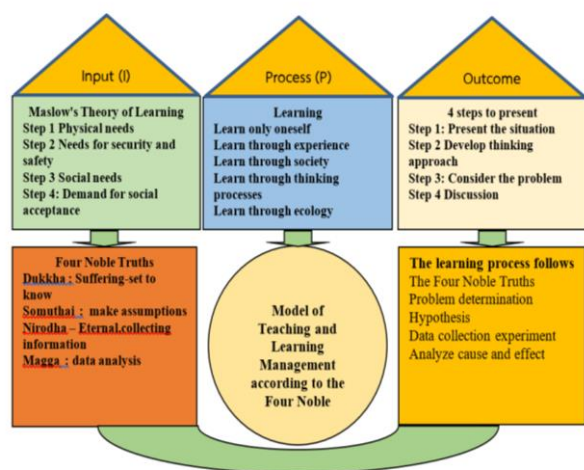 Input (I)
Maslow's Theory of Learning
Step 1 Physical needs
Step 2 Needs for security and
safety
Step 3 Social needs
Step 4: Demand for social
acceptance
Process (P)
Learning
Learn only oneself
Learn through experience
Learn through society
Learn through thinking
processes
Learn through ecology
Outcome
4 steps to present
Step 1: Present the situation
Step 2 Develop thinking
approach
Step 3: Consider the problem
Step 4 Discussion
Four Noble Truths
Dukkha : Suffering-set to
know
Somuthai : make assumptions
Nirodha – Eternal.collecting
information
Magga : data analysis
Model of
Teaching and
Learning
Management
according to the
Four Noble
The learning process follows
The Four Noble Truths
Problem determination
Hypothesis
Data collection experiment
Analyze cause and effect